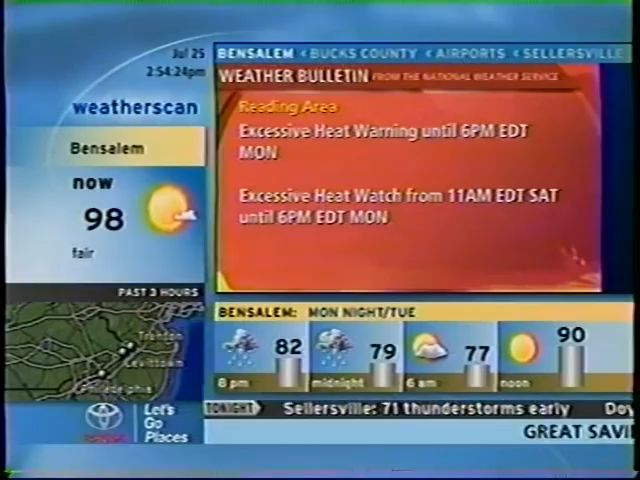 Jul 25
2:54:24pm
weatherscan
Bensalem
now
98
fair
PAST 3 HOURS
Trenton
Levittown
Philadelphia
TOYOTA
Let's
Go
Places
BENSALEM < BUCKS COUNTY < AIRPORTS < SELLERSVILLE
WEATHER BULLETIN FROM THE NATIONAL WEATHER SERVICE
Reading Area
Excessive Heat Warning until 6PM EDT
MON
Excessive Heat Watch from 11AM EDT SAT
until 6PM EDT MON
BENSALEM: MON NIGHT/TUE
82 79 77 90
8 pm midnight 6 am noon
TONIGHT Sellersville: 71 thunderstorms early Doy
GREAT SAVI